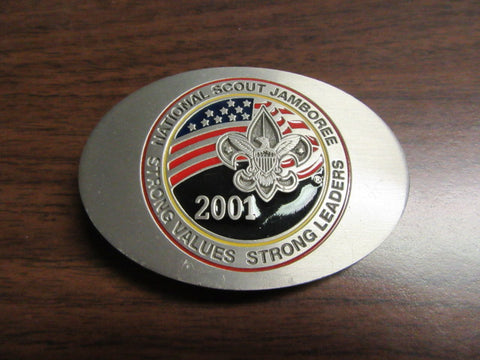 NATIONAL SCOUT JAMBOREE
2001
STRONG VALUES STRONG LEADERS